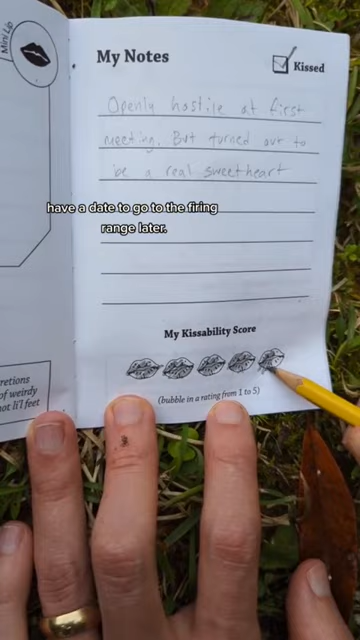 Mini Lip
My Notes
Kissed
Openly hostile at first
meeting. But turned out to
be a real sweetheart
have a date to go to the firing
range later.
My Kissability Score
(bubble in a rating from 1 to 5)
retions
of weirdy
not li'l feet